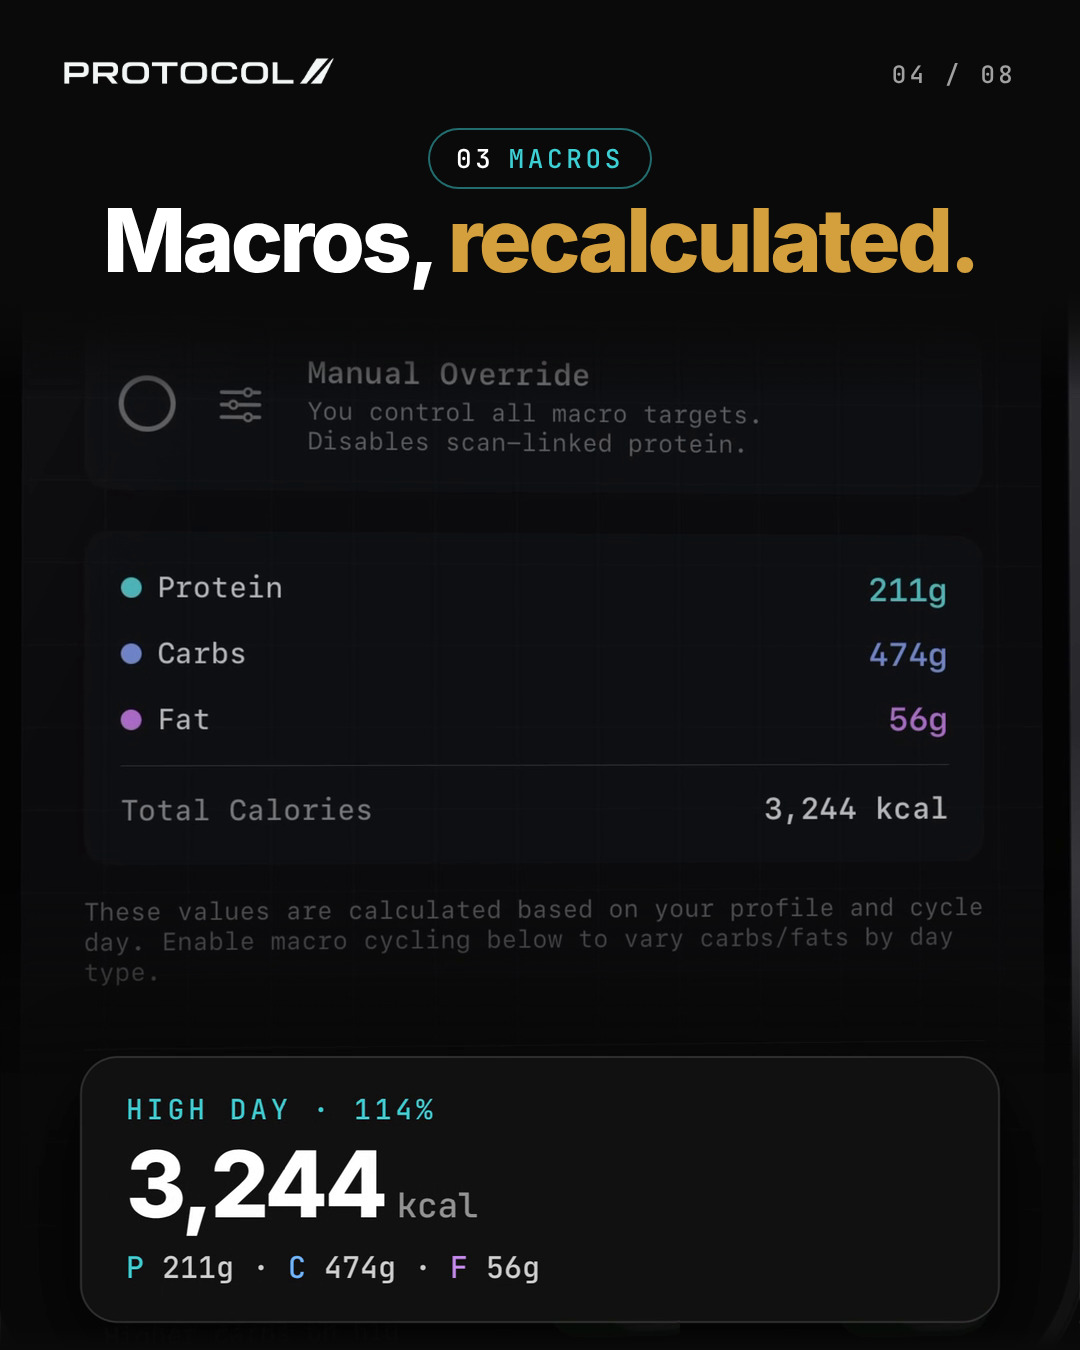 PROTOCOL
04 / 08
03 MACROS
Macros, recalculated.
Manual Override
You control all macro targets.
Disables scan-linked protein.
Protein 211g
Carbs 474g
Fat 56g
Total Calories 3,244 kcal
These values are calculated based on your profile and cycle
day. Enable macro cycling below to vary carbs/fats by day
type.
HIGH DAY · 114%
3,244 kcal
P 211g · C 474g · F 56g